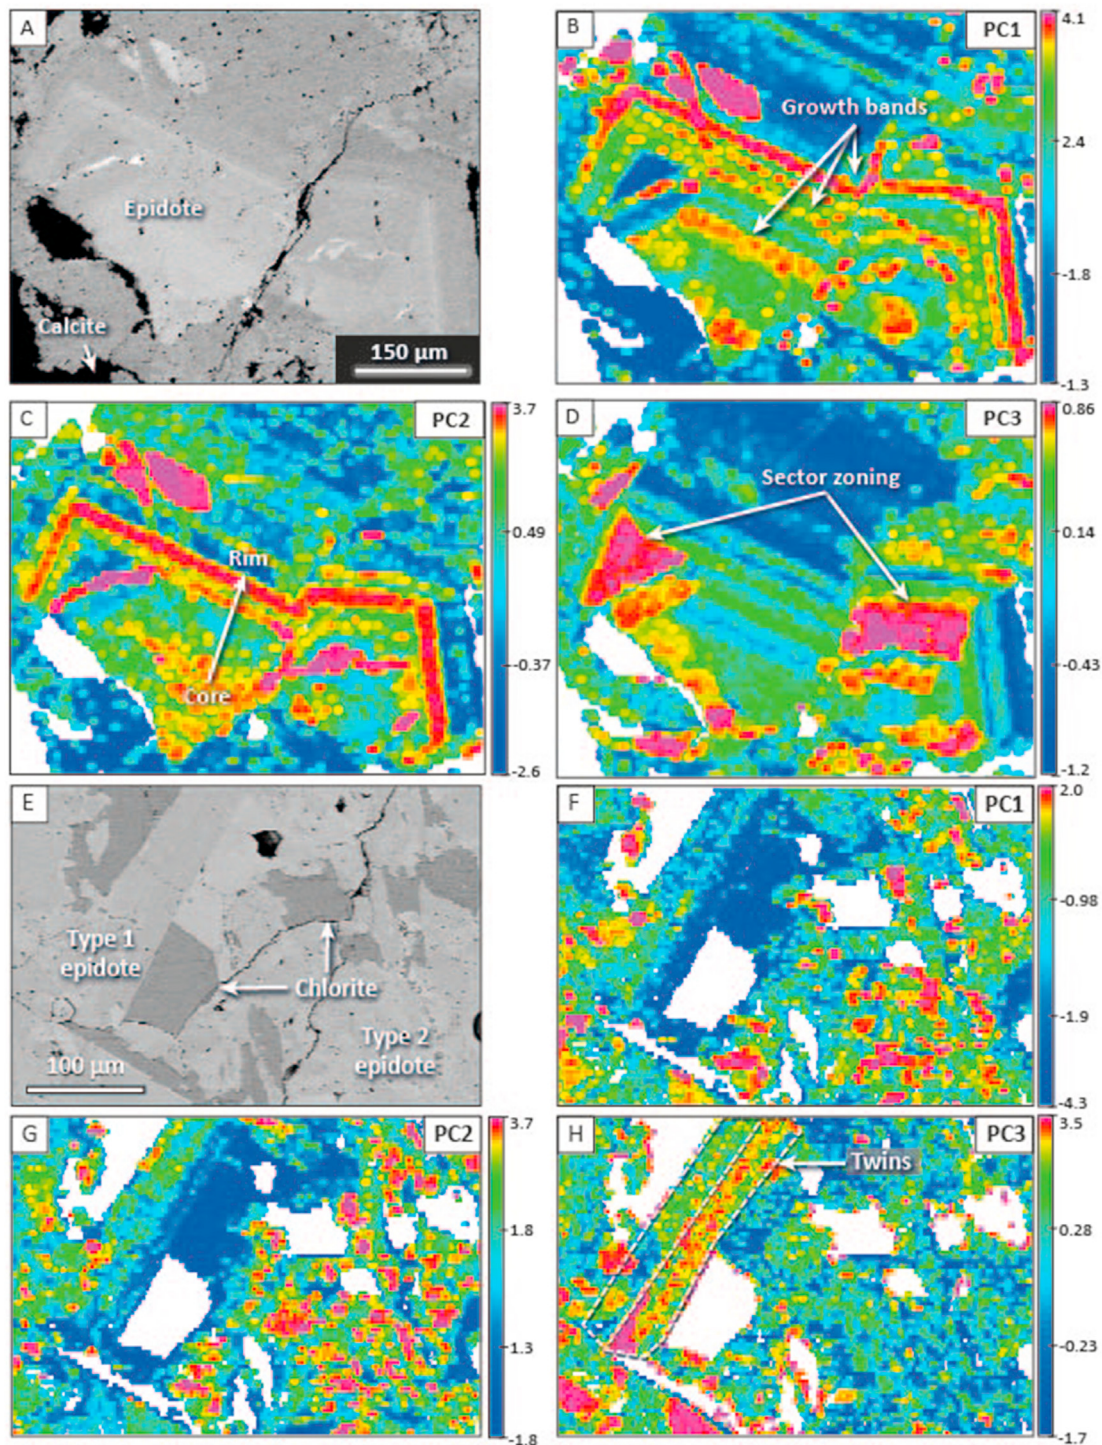 A
Epidote
Calcite
150 µm
B
PC1
Growth bands
4.1
2.4
-1.8
-1.3
C
PC2
Rim
Core
3.7
0.49
-0.37
-2.6
D
PC3
Sector zoning
0.86
0.14
-0.43
-1.2
E
Type 1
epidote
Chlorite
Type 2
epidote
100 µm
F
PC1
2.0
-0.98
-1.9
-4.3
G
PC2
3.7
1.8
1.3
-1.8
H
PC3
Twins
3.5
0.28
-0.23
-1.7